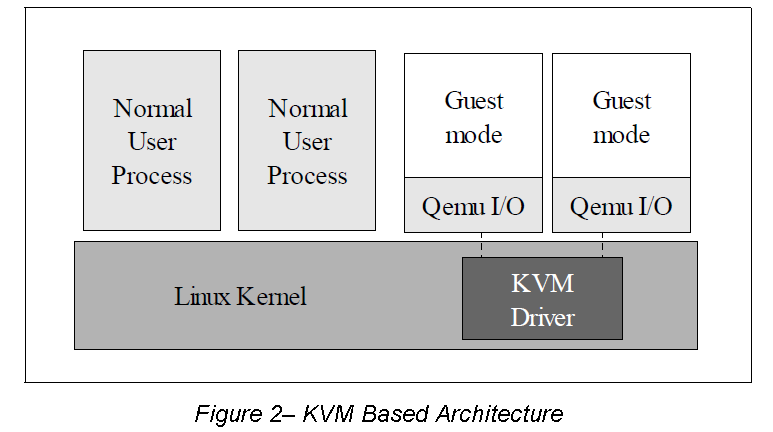 Normal
User
Process
Normal
User
Process
Guest
mode
Qemu I/O
Guest
mode
Qemu I/O
Linux Kernel
KVM
Driver
Figure 2– KVM Based Architecture